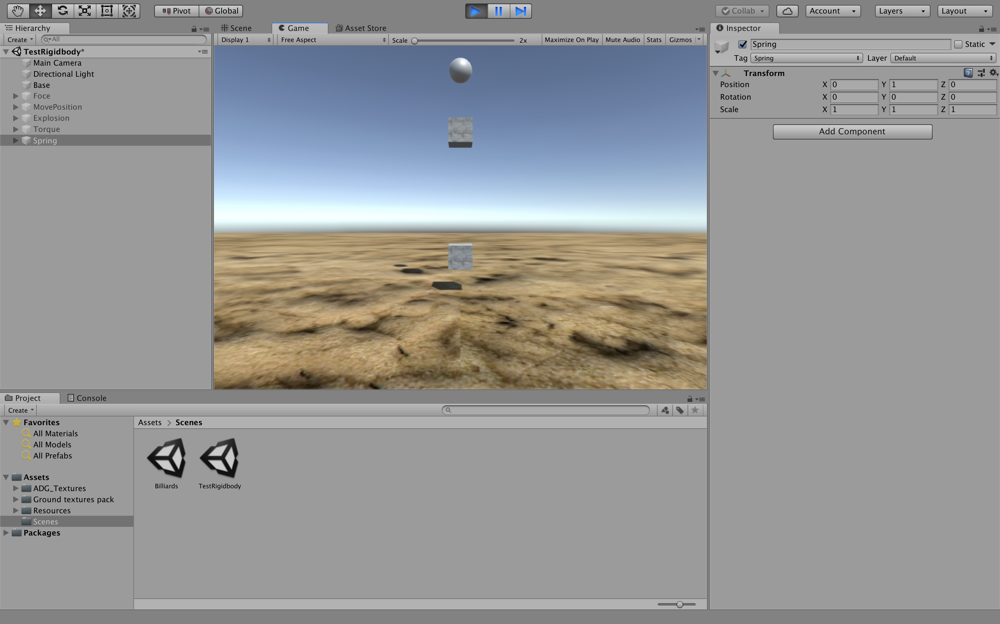 Pivot Global Collab Account Layers Layout
Hierarchy
Create All
TestRigidbody*
Main Camera
Directional Light
Base
Foce
MovePosition
Explosion
Torque
Spring
Scene Game Asset Store
Display 1 Free Aspect Scale 2x Maximize On Play Mute Audio Stats Gizmos
Inspector
Spring Static
Tag Spring Layer Default
Transform
Position X 0 Y 1 Z 0
Rotation X 0 Y 0 Z 0
Scale X 1 Y 1 Z 1
Add Component
Project Console
Create
Favorites
All Materials
All Models
All Prefabs
Assets
ADG_Textures
Ground textures pack
Resources
Scenes
Packages
Assets > Scenes
Billiards TestRigidbody